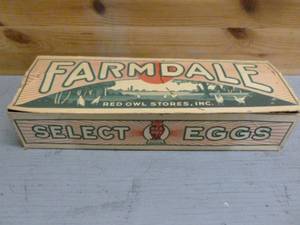 FARMDALE
RED OWL STORES, INC.
SELECT EGGS